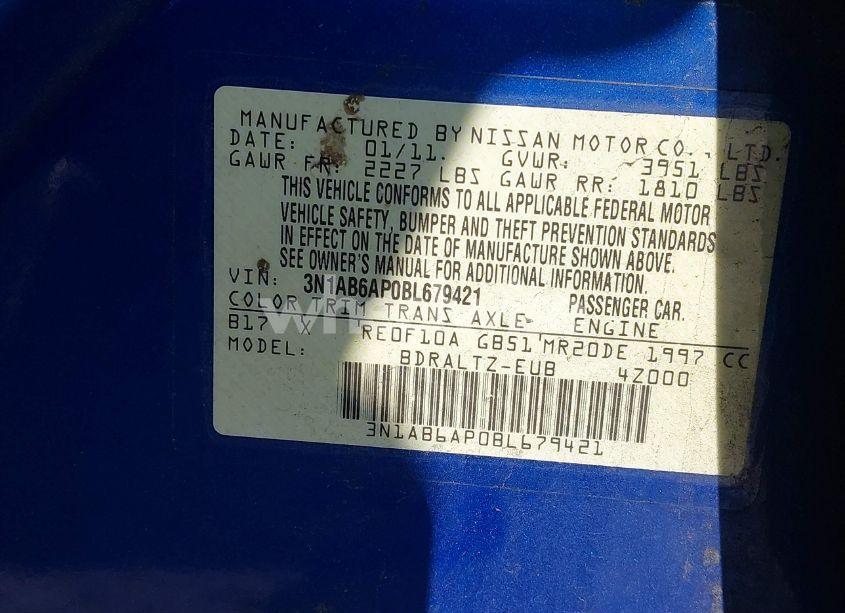 MANUFACTURED BY NISSAN MOTOR CO., LTD.
DATE: 01/11. GVWR: 3951 LBS
GAWR FR: 2227 LBS GAWR RR: 1810 LBS
THIS VEHICLE CONFORMS TO ALL APPLICABLE FEDERAL MOTOR
VEHICLE SAFETY, BUMPER AND THEFT PREVENTION STANDARDS
IN EFFECT ON THE DATE OF MANUFACTURE SHOWN ABOVE.
SEE OWNER'S MANUAL FOR ADDITIONAL INFORMATION.
VIN: 3N1AB6AP0BL679421 PASSENGER CAR.
COLOR TRIM TRANS AXLE ENGINE
B17 X RE0F10A GB51 MR20DE 1997 CC
MODEL: BDRALTZ-EUB 4Z000
3N1AB6AP0BL679421